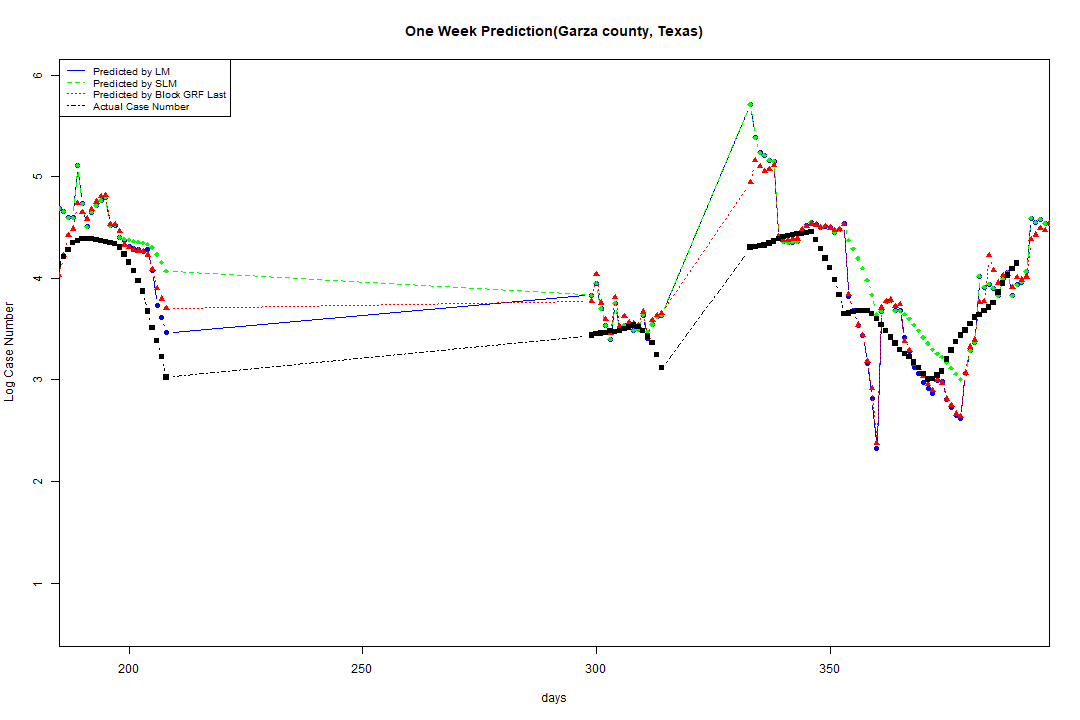 One Week Prediction(Garza county, Texas)
Predicted by LM
Predicted by SLM
Predicted by Block GRF Last
Actual Case Number
Log Case Number
6
5
4
3
2
1
200
250
300
350
days